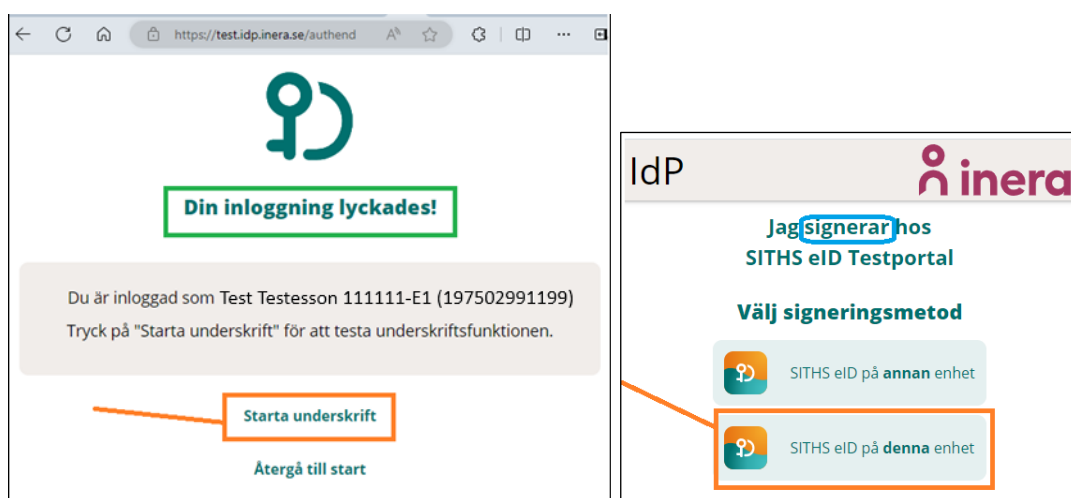 https://test.idp.inera.se/authend
Din inloggning lyckades!
Du är inloggad som Test Testesson 111111-E1 (197502991199)
Tryck på "Starta underskrift" för att testa underskriftsfunktionen.
Starta underskrift
Återgå till start
IdP
inera
Jag signerar hos
SITHS eID Testportal
Välj signeringsmetod
SITHS eID på annan enhet
SITHS eID på denna enhet